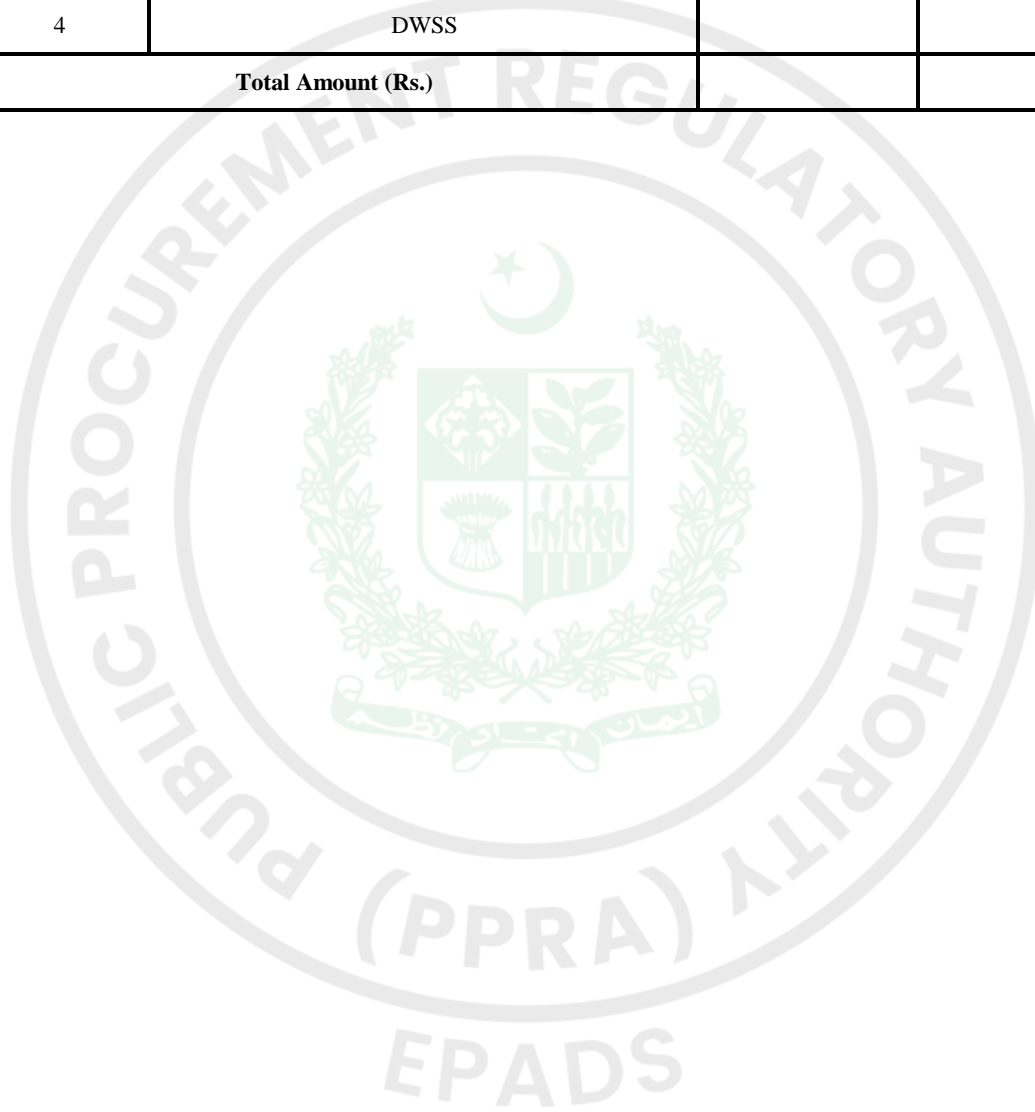 4 DWSS
Total Amount (Rs.)
PUBLIC PROCUREMENT REGULATORY AUTHORITY
(PPRA)
EPADS